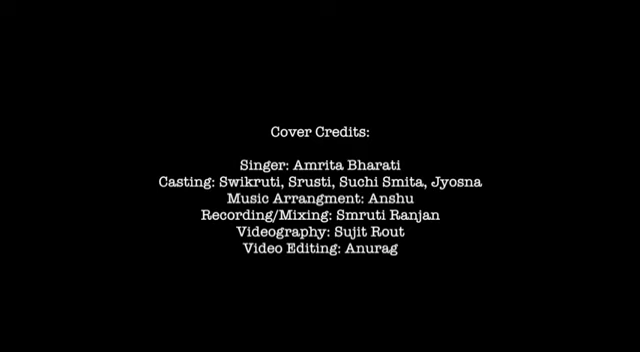 Cover Credits:
Singer: Amrita Bharati
Casting: Swikruti, Srusti, Suchi Smita, Jyosna
Music Arrangment: Anshu
Recording/Mixing: Smruti Ranjan
Videography: Sujit Rout
Video Editing: Anurag